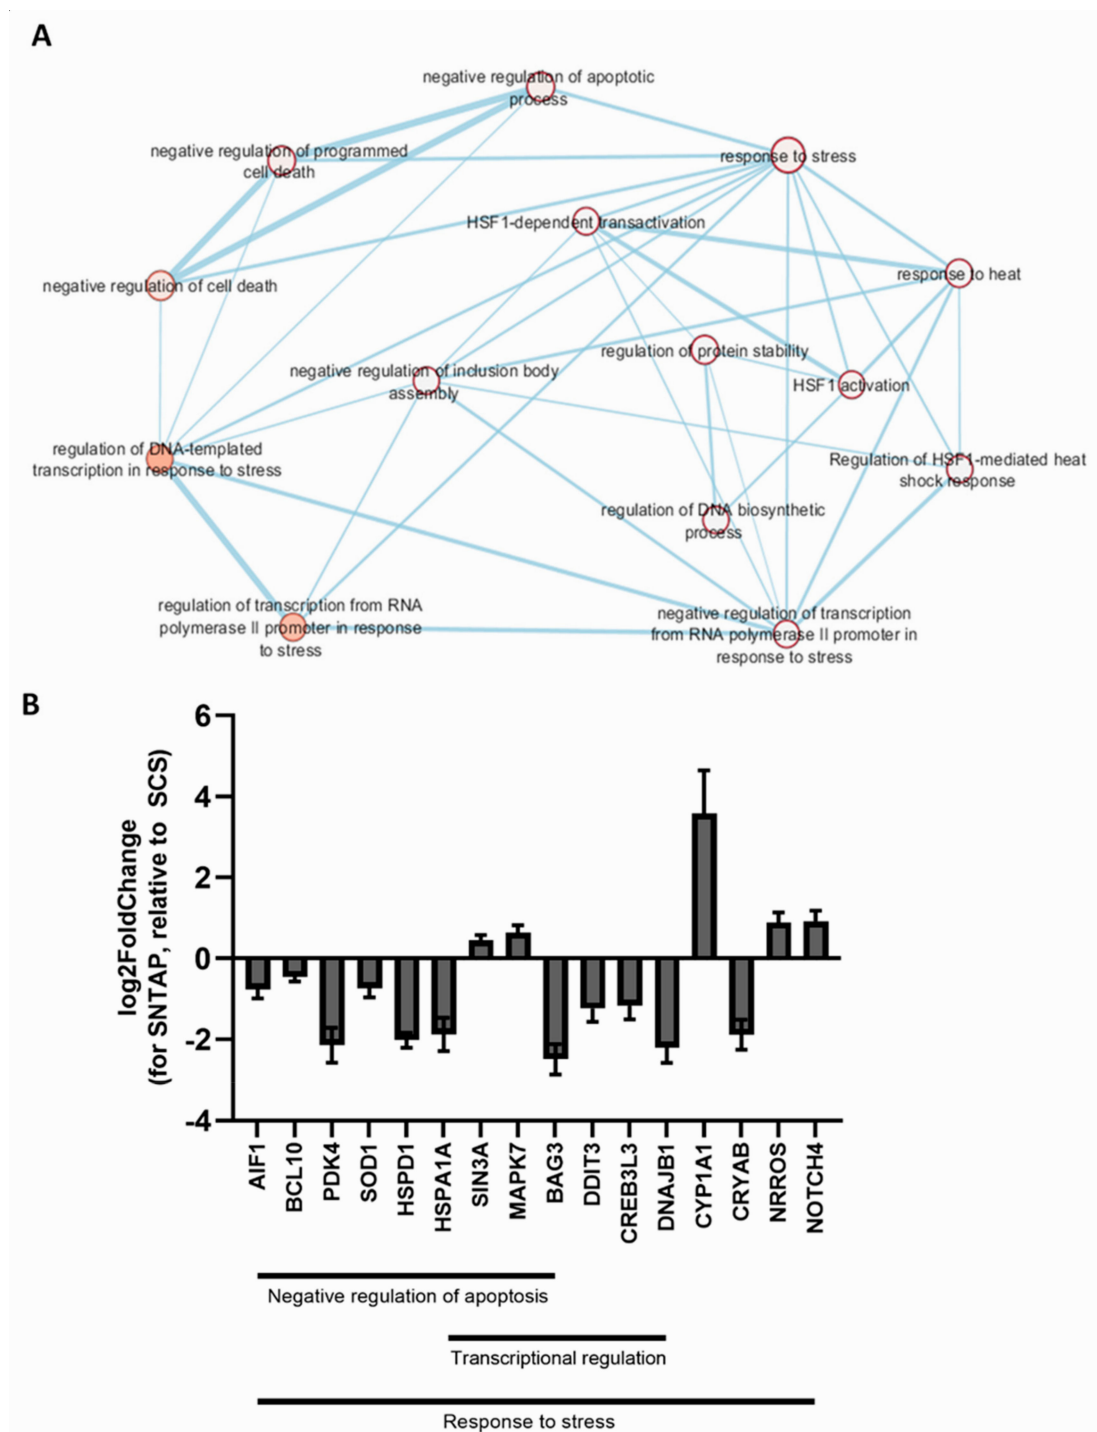 A
negative regulation of apoptotic
process
negative regulation of programmed
cell death
response to stress
HSF1-dependent transactivation
response to heat
negative regulation of cell death
regulation of protein stability
negative regulation of inclusion body
assembly
HSF1 activation
regulation of DNA-templated
transcription in response to stress
Regulation of HSF1-mediated heat
shock response
regulation of DNA biosynthetic
process
regulation of transcription from RNA
polymerase II promoter in response
to stress
negative regulation of transcription
from RNA polymerase II promoter in
response to stress
B
log2FoldChange
(for SNTAP, relative to SCS)
6
4
2
0
-2
-4
AIF1
BCL10
PDK4
SOD1
HSPD1
HSPA1A
SIN3A
MAPK7
BAG3
DDIT3
CREB3L3
DNAJB1
CYP1A1
CRYAB
NRROS
NOTCH4
Negative regulation of apoptosis
Transcriptional regulation
Response to stress